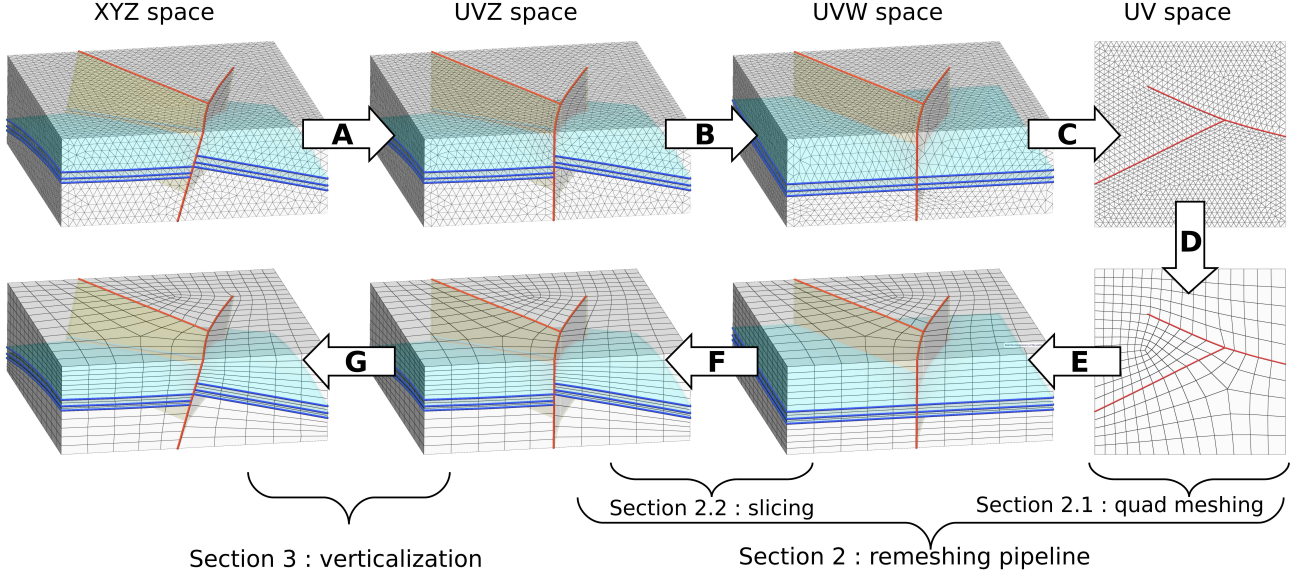 XYZ space
UVZ space
UVW space
UV space
A
B
C
D
G
F
E
Section 2.2 : slicing
Section 2.1 : quad meshing
Section 3 : verticalization
Section 2 : remeshing pipeline